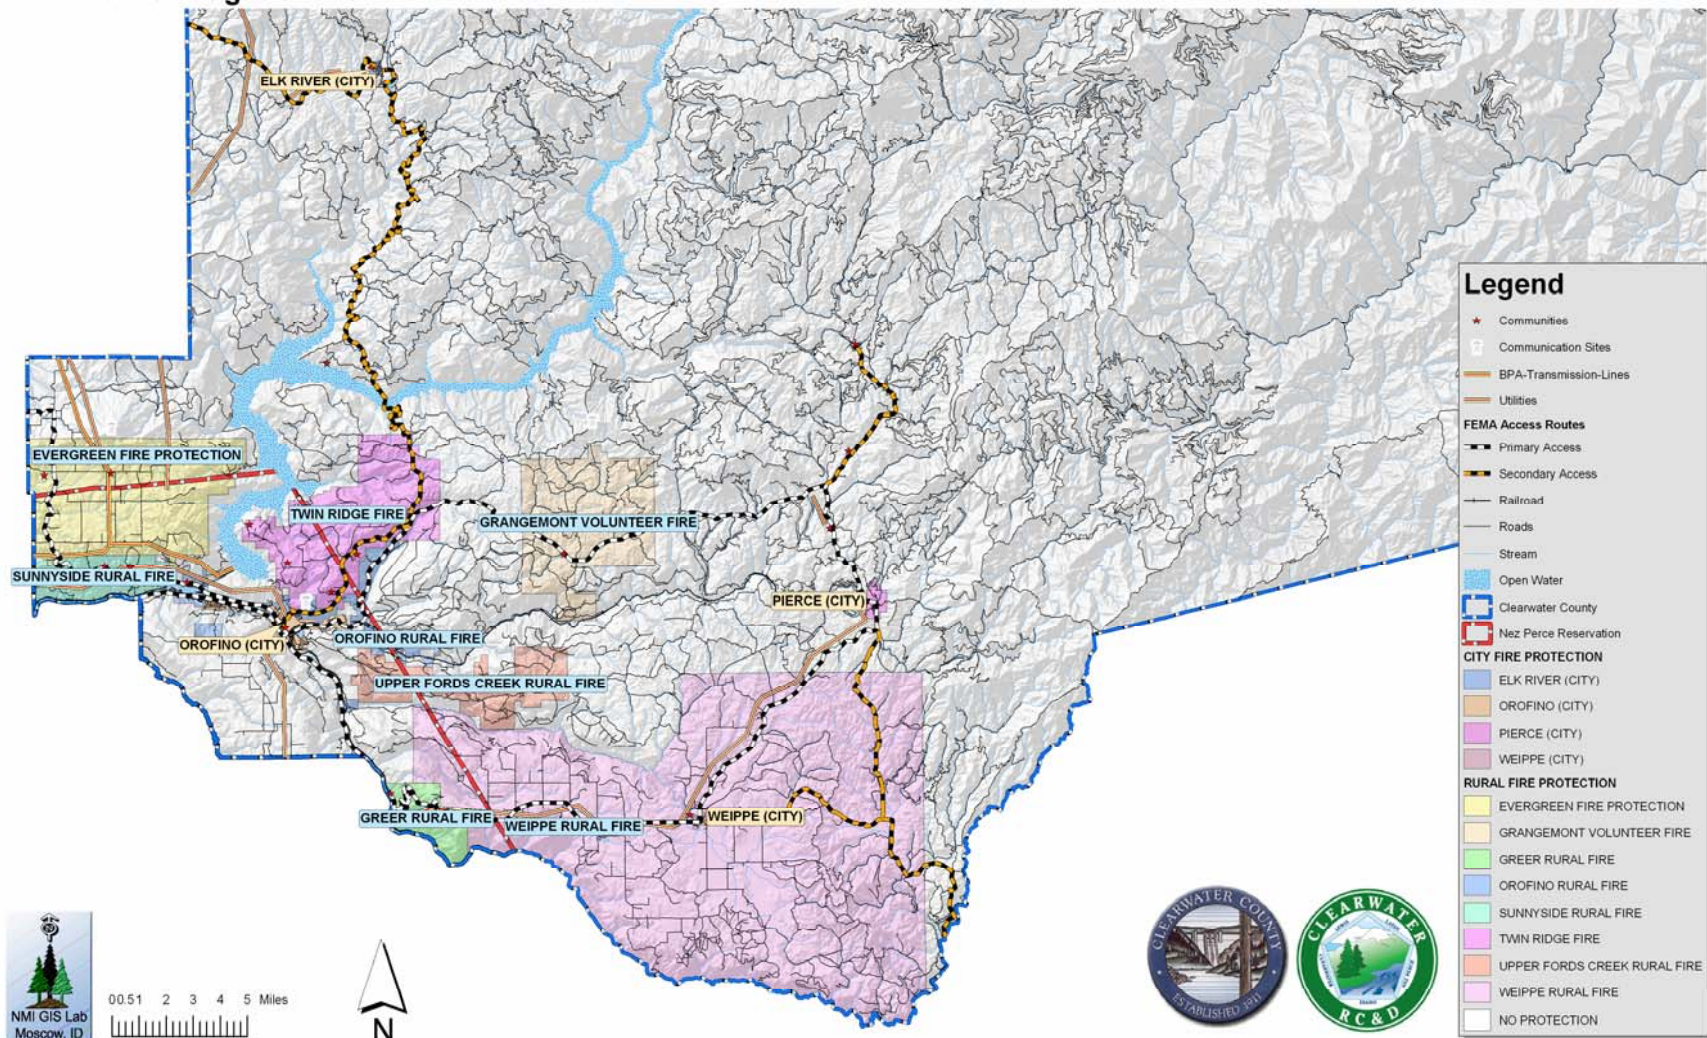 ELK RIVER (CITY)
EVERGREEN FIRE PROTECTION
TWIN RIDGE FIRE
GRANGEMONT VOLUNTEER FIRE
SUNNYSIDE RURAL FIRE
PIERCE (CITY)
OROFINO (CITY)
OROFINO RURAL FIRE
UPPER FORDS CREEK RURAL FIRE
GREER RURAL FIRE
WEIPPE RURAL FIRE
WEIPPE (CITY)
Legend
Communities
Communication Sites
BPA-Transmission-Lines
Utilities
FEMA Access Routes
Primary Access
Secondary Access
Railroad
Roads
Stream
Open Water
Clearwater County
Nez Perce Reservation
CITY FIRE PROTECTION
ELK RIVER (CITY)
OROFINO (CITY)
PIERCE (CITY)
WEIPPE (CITY)
RURAL FIRE PROTECTION
EVERGREEN FIRE PROTECTION
GRANGEMONT VOLUNTEER FIRE
GREER RURAL FIRE
OROFINO RURAL FIRE
SUNNYSIDE RURAL FIRE
TWIN RIDGE FIRE
UPPER FORDS CREEK RURAL FIRE
WEIPPE RURAL FIRE
NO PROTECTION
NMI GIS Lab
Moscow, ID
00.51 2 3 4 5 Miles
N
CLEARWATER COUNTY
ESTABLISHED 1911
CLEARWATER
RC & D
IDAHO